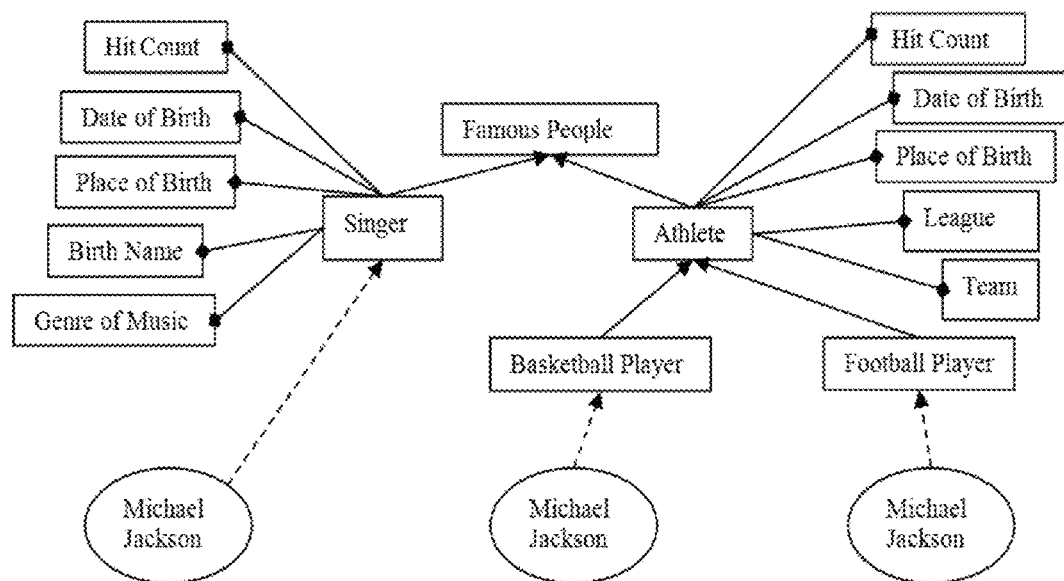 Hit Count
Hit Count
Date of Birth
Date of Birth
Famous People
Place of Birth
Place of Birth
Singer
Athlete
League
Birth Name
Team
Genre of Music
Basketball Player
Football Player
Michael
Jackson
Michael
Jackson
Michael
Jackson